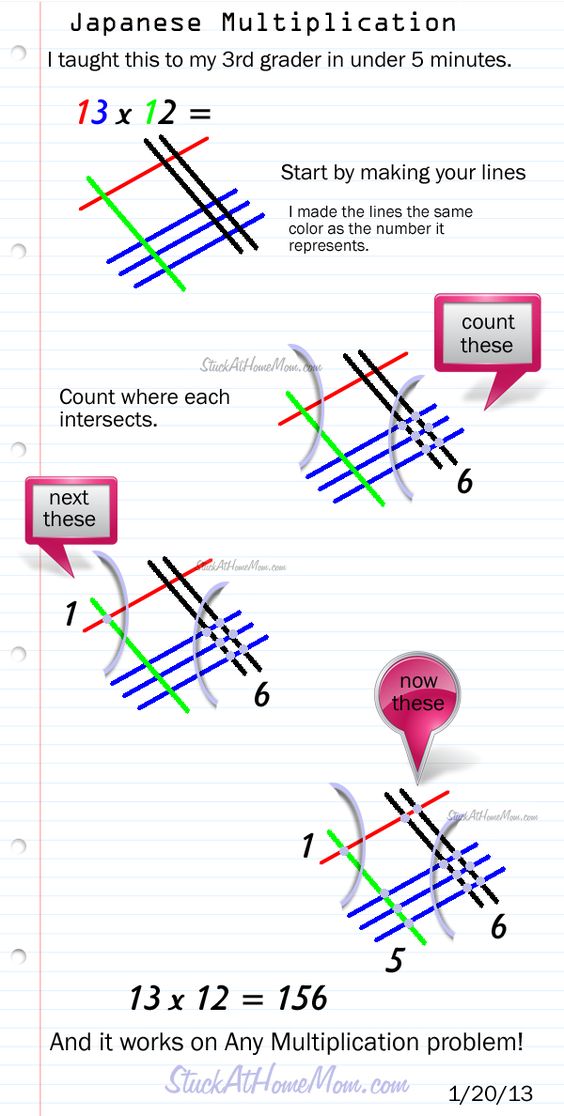 Japanese Multiplication
I taught this to my 3rd grader in under 5 minutes.
13 x 12 =
Start by making your lines
I made the lines the same
color as the number it
represents.
count
these
StuckAtHomeMom.com
Count where each
intersects.
6
next
these
StuckAtHomeMom.com
1
6
now
these
StuckAtHomeMom.com
1
6
5
13 x 12 = 156
And it works on Any Multiplication problem!
StuckAtHomeMom.com
1/20/13